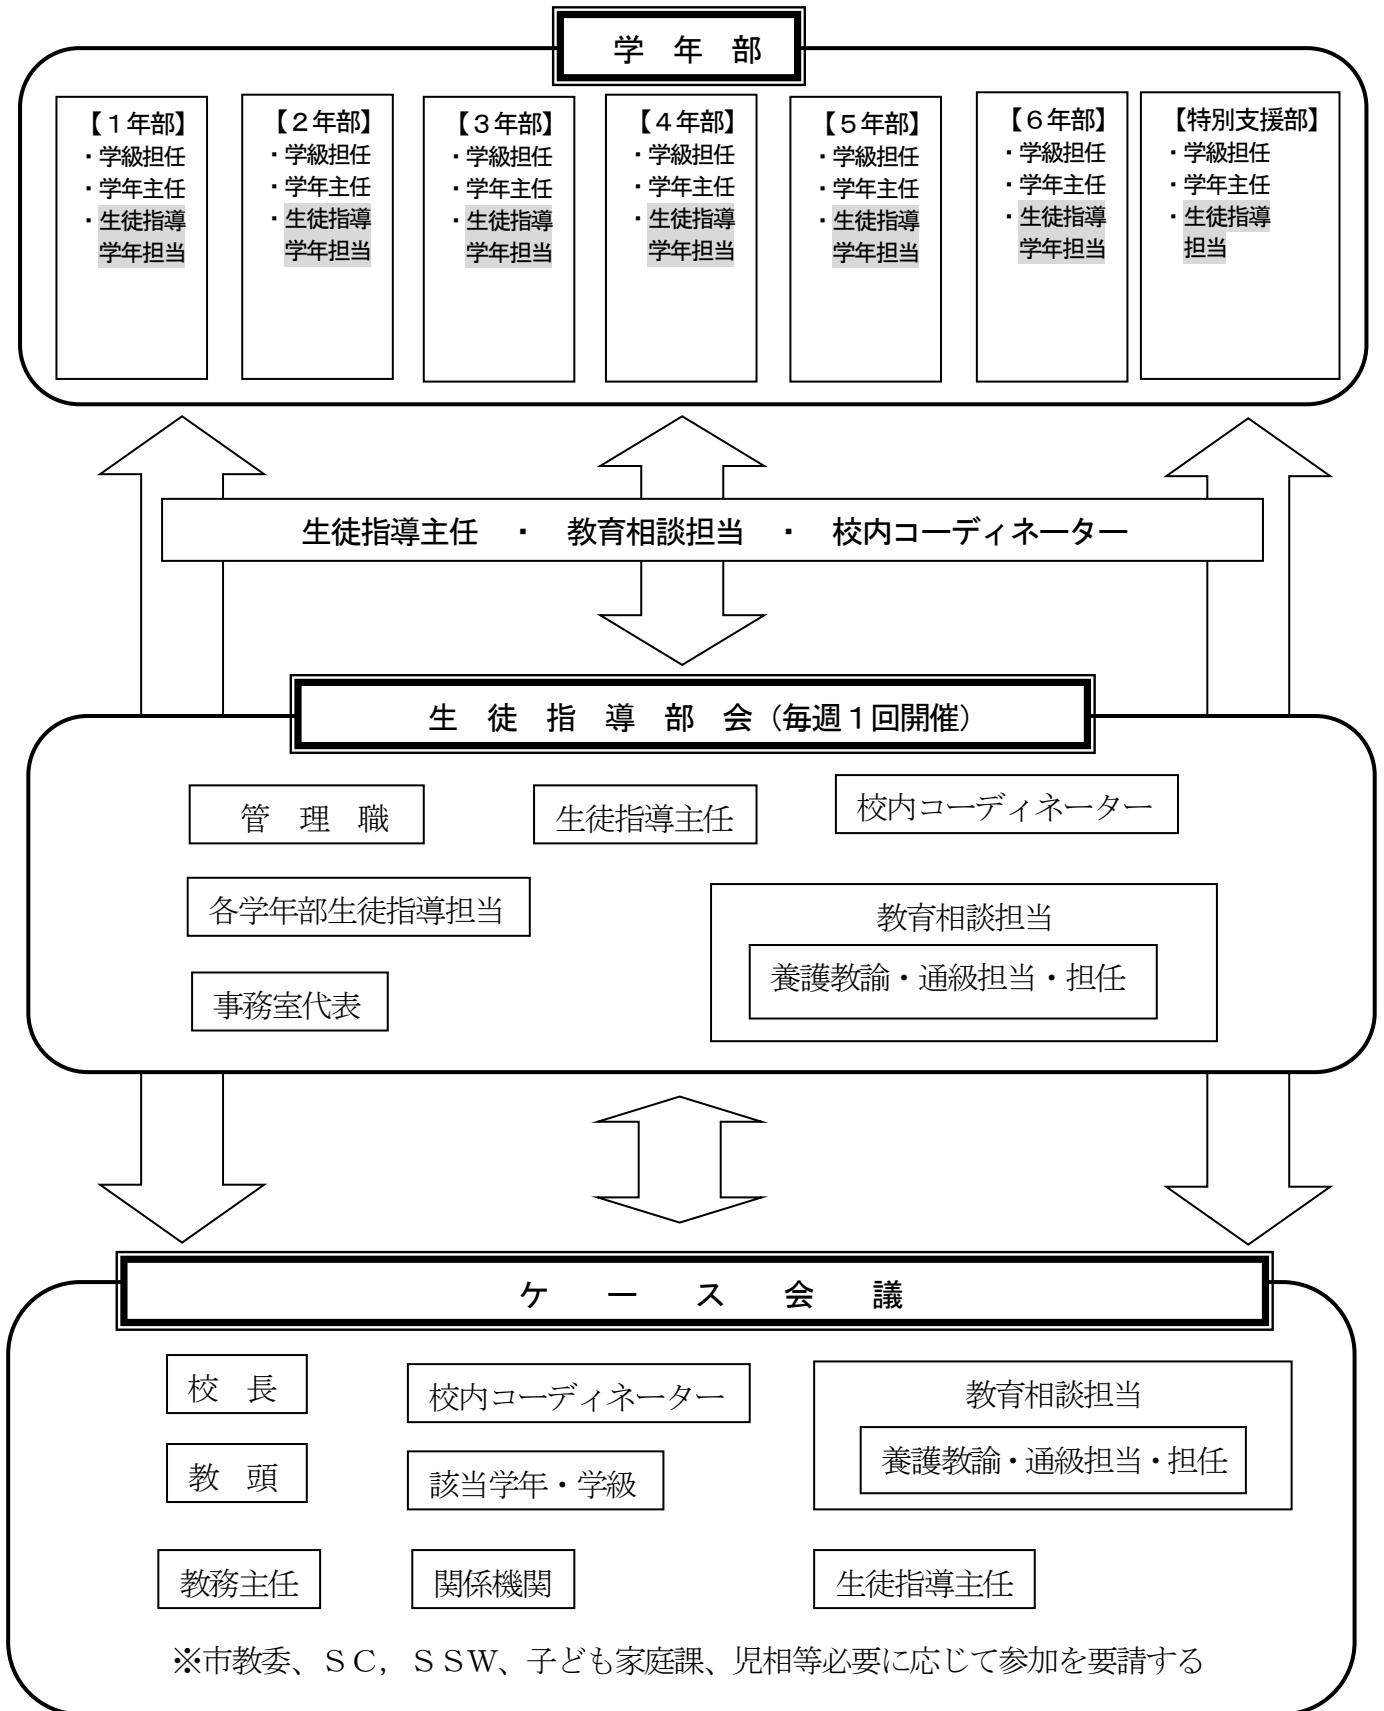 学　年　部
【１年部】
・学級担任
・学年主任
・生徒指導
学年担当
【２年部】
・学級担任
・学年主任
・生徒指導
学年担当
【３年部】
・学級担任
・学年主任
・生徒指導
学年担当
【４年部】
・学級担任
・学年主任
・生徒指導
学年担当
【５年部】
・学級担任
・学年主任
・生徒指導
学年担当
【６年部】
・学級担任
・学年主任
・生徒指導
学年担当
【特別支援部】
・学級担任
・学年主任
・生徒指導
担当
生徒指導主任　・　教育相談担当　・　校内コーディネーター
生　徒　指　導　部　会（毎週１回開催）
管　理　職
生徒指導主任
校内コーディネーター
各学年部生徒指導担当
教育相談担当
養護教諭・通級担当・担任
事務室代表
ケ　ー　ス　会　議
校　長
校内コーディネーター
教育相談担当
養護教諭・通級担当・担任
教　頭
該当学年・学級
教務主任
関係機関
生徒指導主任
※市教委、ＳＣ，ＳＳＷ、子ども家庭課、児相等必要に応じて参加を要請する